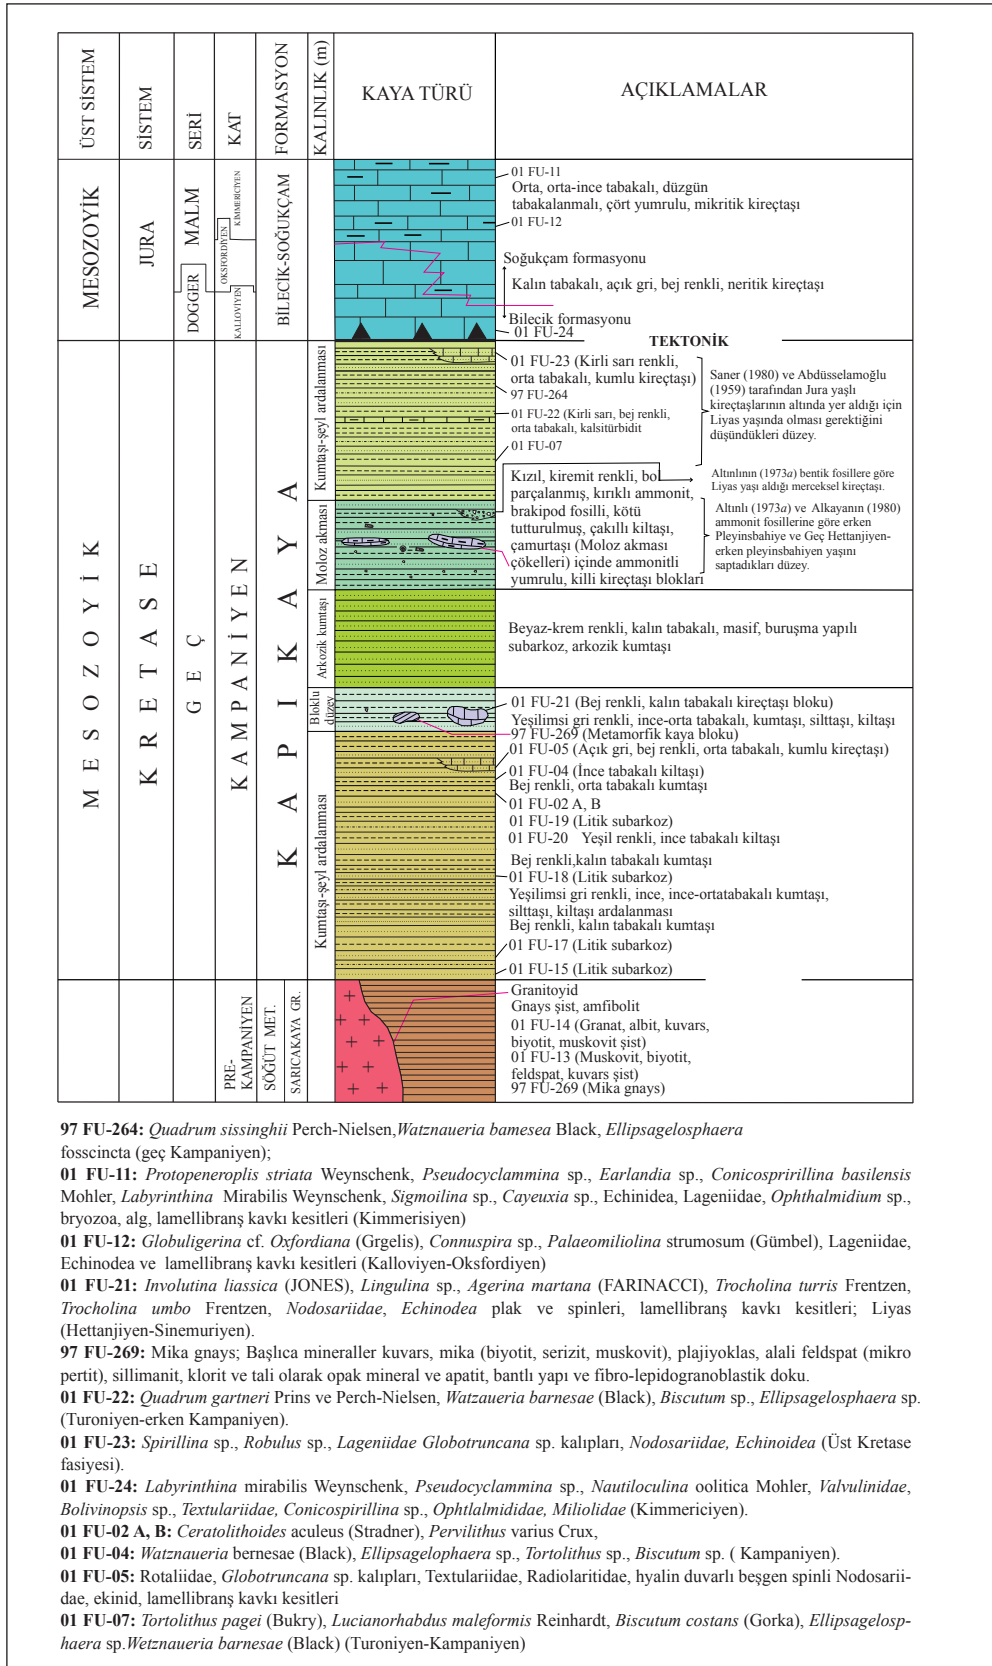 ÜST SİSTEM
SİSTEM
SERİ
KAT
FORMASYON
KALINLIK (m)
KAYA TÜRÜ
AÇIKLAMALAR
MESOZOYİK
JURA
DOGGER
MALM
KALLOVİYEN
OKSFORDİYEN
KİMMERİCİYEN
BİLECİK-SOĞUKÇAM
01 FU-11
Orta, orta-ince tabakalı, düzgün
tabakalanmalı, çört yumrulu, mikritik kireçtaşı
01 FU-12
Soğukçam formasyonu
Kalın tabakalı, açık gri, bej renkli, neritik kireçtaşı
Bilecik formasyonu
01 FU-24
TEKTONİK
MESOZOYİK
KRETASE
GEÇ
KAMPANİYEN
KAPIKAYA
Kumtaşı-şeyl ardalanması
01 FU-23 (Kirli sarı renkli,
orta tabakalı, kumlu kireçtaşı)
97 FU-264
01 FU-22 (Kirli sarı, bej renkli,
orta tabakalı, kalsitürbidit
01 FU-07
Saner (1980) ve Abdüsselamoğlu
(1959) tarafından Jura yaşlı
kireçtaşlarının altında yer aldığı için
Liyas yaşında olması gerektiğini
düşündükleri düzey.
Moloz akması
Kızıl, kiremit renkli, bol
parçalanmış, kırıklı ammonit,
brakipod fosilli, kötü
tutturulmuş, çakıllı kiltaşı,
çamurtaşı (Moloz akması
çökelleri) içinde ammonitli
yumrulu, killi kireçtaşı blokları
Altınlının (1973a) bentik fosillere göre
Liyas yaşı aldığı merceksel kireçtaşı.
Altınlı (1973a) ve Alkayanın (1980)
ammonit fosillerine göre erken
Pleyinsbahiye ve Geç Hettanjiyen-
erken pleyinsbahiyen yaşını
saptadıkları düzey.
Arkozik kumtaşı
Beyaz-krem renkli, kalın tabakalı, masif, buruşma yapılı
subarkoz, arkozik kumtaşı
Bloklu
düzey
01 FU-21 (Bej renkli, kalın tabakalı kireçtaşı bloku)
Yeşilimsi gri renkli, ince-orta tabakalı, kumtaşı, silttaşı, kiltaşı
97 FU-269 (Metamorfik kaya bloku)
Kumtaşı-şeyl ardalanması
01 FU-05 (Açık gri, bej renkli, orta tabakalı, kumlu kireçtaşı)
01 FU-04 (İnce tabakalı kiltaşı)
Bej renkli, orta tabakalı kumtaşı
01 FU-02 A, B
01 FU-19 (Litik subarkoz)
01 FU-20 Yeşil renkli, ince tabakalı kiltaşı
Bej renkli,kalın tabakalı kumtaşı
01 FU-18 (Litik subarkoz)
Yeşilimsi gri renkli, ince, ince-ortatabakalı kumtaşı,
silttaşı, kiltaşı ardalanması
Bej renkli, kalın tabakalı kumtaşı
01 FU-17 (Litik subarkoz)
01 FU-15 (Litik subarkoz)
PRE-
KAMPANİYEN
SÖĞÜT MET.
SARICAKAYA GR.
Granitoyid
Gnays şist, amfibolit
01 FU-14 (Granat, albit, kuvars,
biyotit, muskovit şist)
01 FU-13 (Muskovit, biyotit,
feldspat, kuvars şist)
97 FU-269 (Mika gnays)
97 FU-264: Quadrum sissinghii Perch-Nielsen,Watznaueria bamesea Black, Ellipsagelosphaera
fosscincta (geç Kampaniyen);
01 FU-11: Protopeneroplis striata Weynschenk, Pseudocyclammina sp., Earlandia sp., Conicospririllina basilensis
Mohler, Labyrinthina Mirabilis Weynschenk, Sigmoilina sp., Cayeuxia sp., Echinidea, Lageniidae, Ophthalmidium sp.,
bryozoa, alg, lamellibranş kavkı kesitleri (Kimmerisiyen)
01 FU-12: Globuligerina cf. Oxfordiana (Grgelis), Connuspira sp., Palaeomiliolina strumosum (Gümbel), Lageniidae,
Echinodea ve lamellibranş kavkı kesitleri (Kalloviyen-Oksfordiyen)
01 FU-21: Involutina liassica (JONES), Lingulina sp., Agerina martana (FARINACCI), Trocholina turris Frentzen,
Trocholina umbo Frentzen, Nodosariidae, Echinodea plak ve spinleri, lamellibranş kavkı kesitleri; Liyas
(Hettanjiyen-Sinemuriyen).
97 FU-269: Mika gnays; Başlıca mineraller kuvars, mika (biyotit, serizit, muskovit), plajiyoklas, alali feldspat (mikro
pertit), sillimanit, klorit ve tali olarak opak mineral ve apatit, bantlı yapı ve fibro-lepidogranoblastik doku.
01 FU-22: Quadrum gartneri Prins ve Perch-Nielsen, Watzaueria barnesae (Black), Biscutum sp., Ellipsagelosphaera sp.
(Turoniyen-erken Kampaniyen).
01 FU-23: Spirillina sp., Robulus sp., Lageniidae Globotruncana sp. kalıpları, Nodosariidae, Echinoidea (Üst Kretase
fasiyesi).
01 FU-24: Labyrinthina mirabilis Weynschenk, Pseudocyclammina sp., Nautiloculina oolitica Mohler, Valvulinidae,
Bolivinopsis sp., Textulariidae, Conicospirillina sp., Ophtalmididae, Miliolidae (Kimmericiyen).
01 FU-02 A, B: Ceratolithoides aculeus (Stradner), Pervilithus varius Crux,
01 FU-04: Watznaueria bernesae (Black), Ellipsagelophaera sp., Tortolithus sp., Biscutum sp. ( Kampaniyen).
01 FU-05: Rotaliidae, Globotruncana sp. kalıpları, Textulariidae, Radiolaritidae, hyalin duvarlı beşgen spinli Nodosarii-
dae, ekinid, lamellibranş kavkı kesitleri
01 FU-07: Tortolithus pagei (Bukry), Lucianorhabdus maleformis Reinhardt, Biscutum costans (Gorka), Ellipsagelosp-
haera sp.Wetznaueria barnesae (Black) (Turoniyen-Kampaniyen)